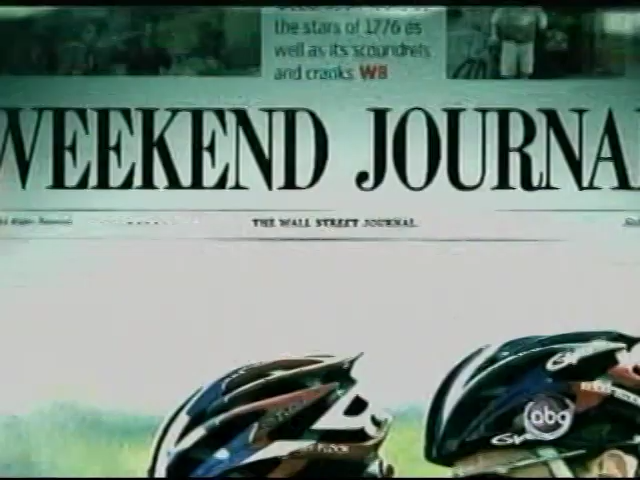 the stars of 1776 as
well as its scoundrels
and cranks W8
WEEKEND JOURNA
THE WALL STREET JOURNAL.
abc